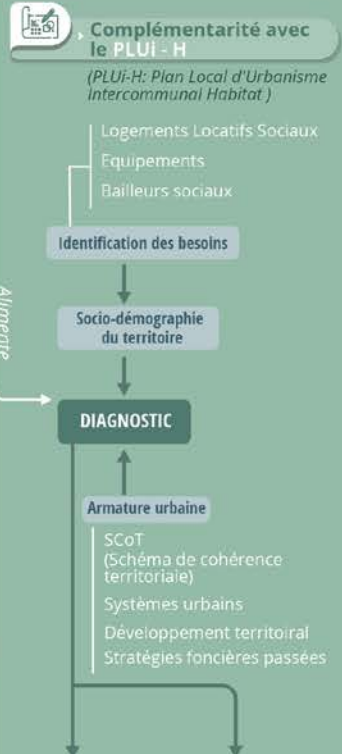 Complémentarité avec
le PLUi - H
(PLUi-H: Plan Local d'Urbanisme
Intercommunal Habitat )
Logements Locatifs Sociaux
Equipements
Bailleurs sociaux
Identification des besoins
Socio-démographie
du territoire
Alimente
DIAGNOSTIC
Armature urbaine
SCoT
(Schéma de cohérence
territoriale)
Systèmes urbains
Développement territoiral
Stratégies foncières passées